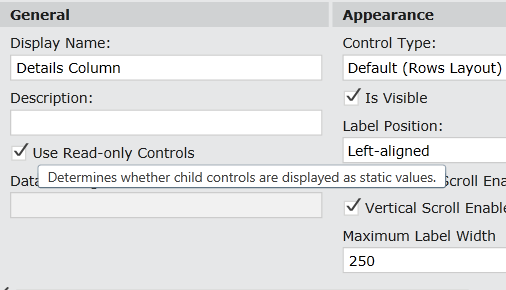 General
Display Name:
Details Column
Description:
Use Read-only Controls
Determines whether child controls are displayed as static values.
Data
Appearance
Control Type:
Default (Rows Layout)
Is Visible
Label Position:
Left-aligned
Scroll Ena
Vertical Scroll Enable
Maximum Label Width
250